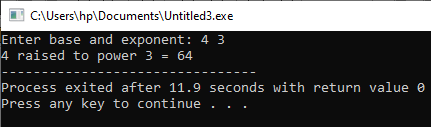 C:\Users\hp\Documents\Untitled3.exe
Enter base and exponent: 4 3
4 raised to power 3 = 64
--------------------------------
Process exited after 11.9 seconds with return value 0
Press any key to continue . . .